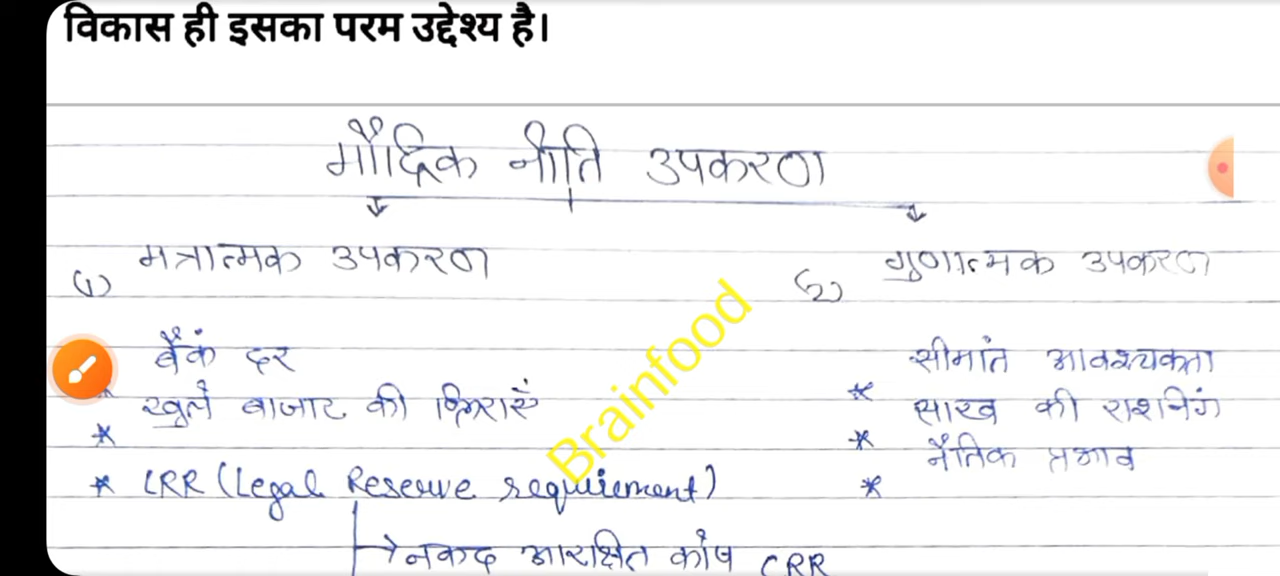 विकास ही इसका परम उद्देश्य है।
मौद्रिक नीति उपकरण
(1) मत्रात्मक उपकरण
बैंक दर
* खुले बाजार की क्रिराएँ
* LRR (Legal Reserve requirement)
→ नकद आरक्षित कोष CRR
(2) गुणात्मक उपकरण
सीमांत आवश्यकता
* साख की राशनिंग
* नैतिक प्रभाव
*
Brainfood